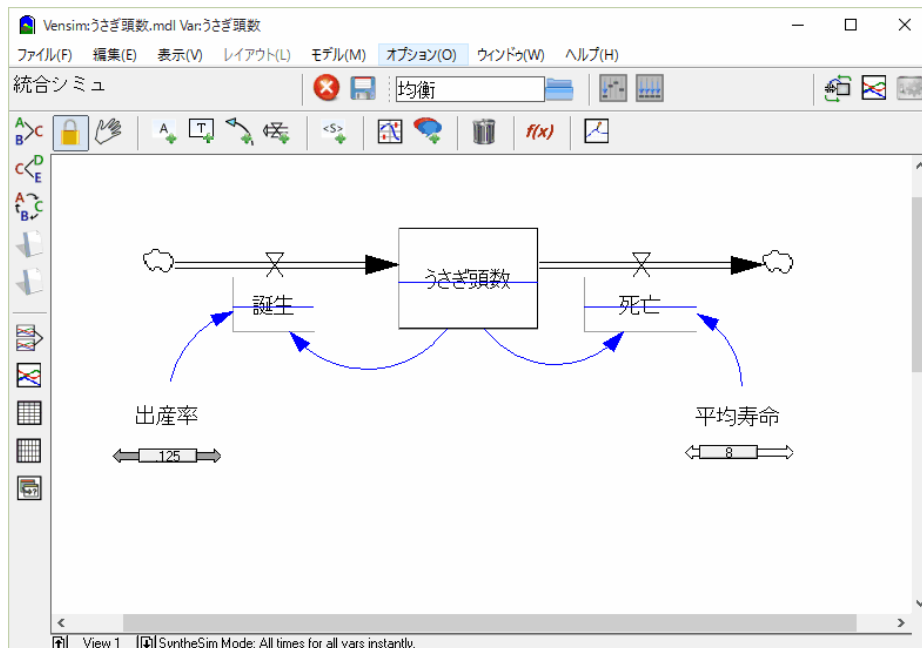 Vensim:うさぎ頭数.mdl Var:うさぎ頭数
ファイル(F) 編集(E) 表示(V) レイアウト(L) モデル(M) オプション(O) ウィンドゥ(W) ヘルプ(H)
統合シミュ
均衡
A B C
A T <S> f(x)
C D E
A B C
うさぎ頭数
誕生
死亡
出産率
平均寿命
.125
8
View 1 SyntheSim Mode: All times for all vars instantly.